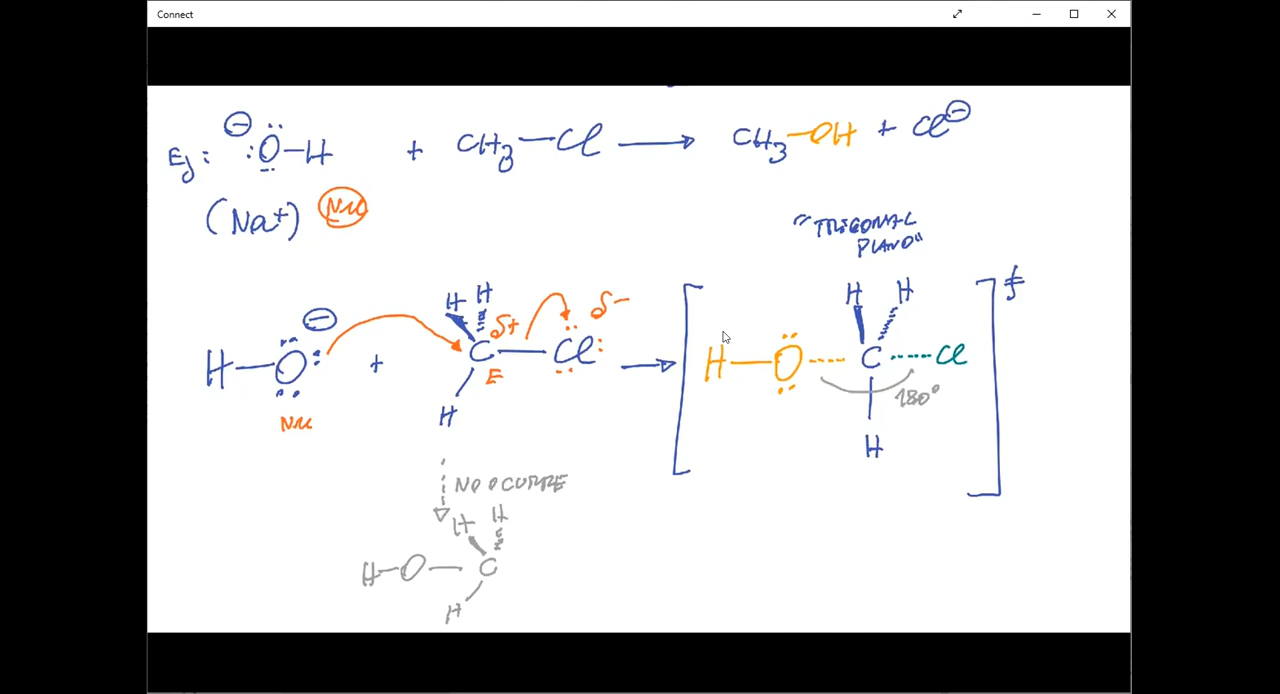 Connect
Ej: ⊖ :Ö-H + CH3-Cl → CH3-OH + Cl⊖
(Na+) Nu
"TRIGONAL
PLANO"
H H H H ‡
⊖ δ+ δ-
H-O: + C-Cl: → [ H-O----C----Cl ]
Nu E 180°
H H
NO OCURRE
H H
H-O-C
H